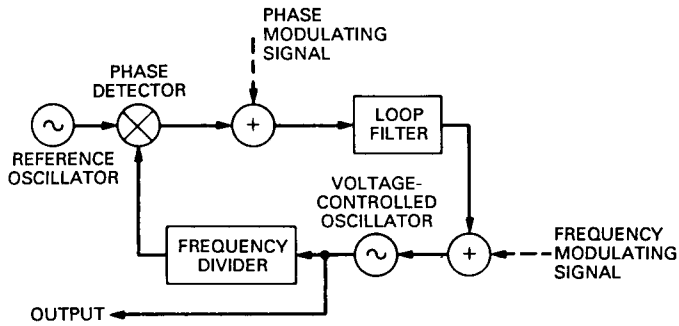 PHASE
MODULATING
SIGNAL
PHASE
DETECTOR
+
LOOP
FILTER
REFERENCE
OSCILLATOR
VOLTAGE-
CONTROLLED
OSCILLATOR
FREQUENCY
DIVIDER
+
FREQUENCY
MODULATING
SIGNAL
OUTPUT